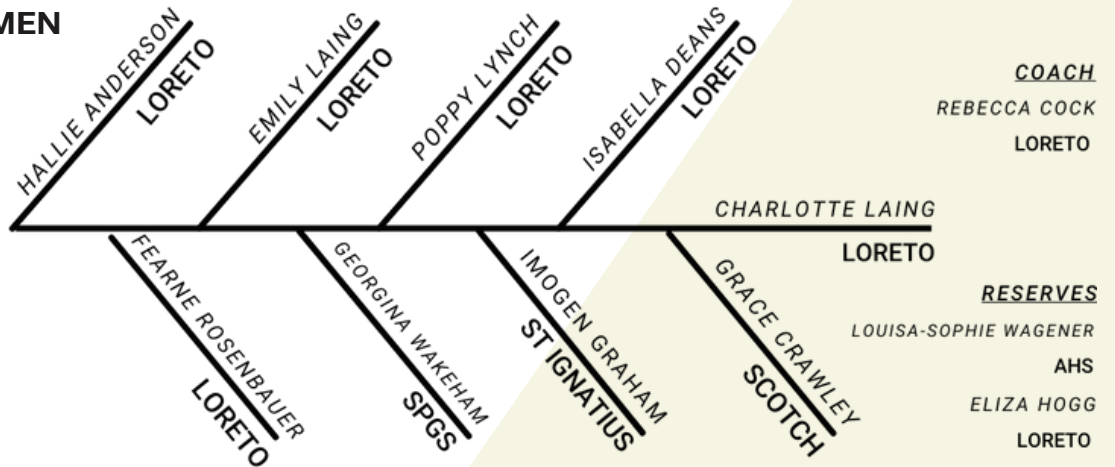 MEN
HALLIE ANDERSON
LORETO
EMILY LAING
LORETO
POPPY LYNCH
LORETO
ISABELLA DEANS
LORETO
COACH
REBECCA COCK
LORETO
CHARLOTTE LAING
LORETO
FEARNE ROSENBAUER
LORETO
GEORGINA WAKEHAM
SPGS
IMOGEN GRAHAM
ST IGNATIUS
GRACE CRAWLEY
SCOTCH
RESERVES
LOUISA-SOPHIE WAGENER
AHS
ELIZA HOGG
LORETO